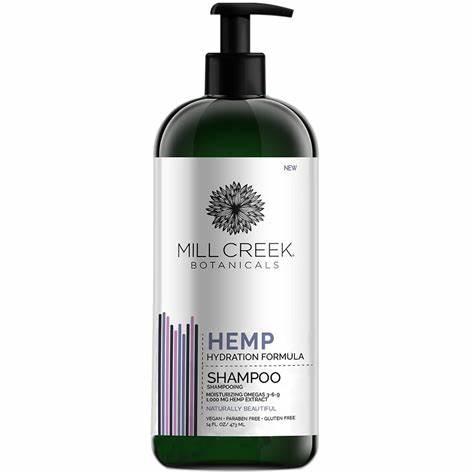 NEW
MILL CREEK
BOTANICALS
HEMP
HYDRATION FORMULA
SHAMPOO
SHAMPOOING
MOISTURIZING OMEGAS 3-6-9
1,000 MG HEMP EXTRACT
NATURALLY BEAUTIFUL
VEGAN • PARABEN FREE • GLUTEN FREE
14 FL. OZ/ 473 ML